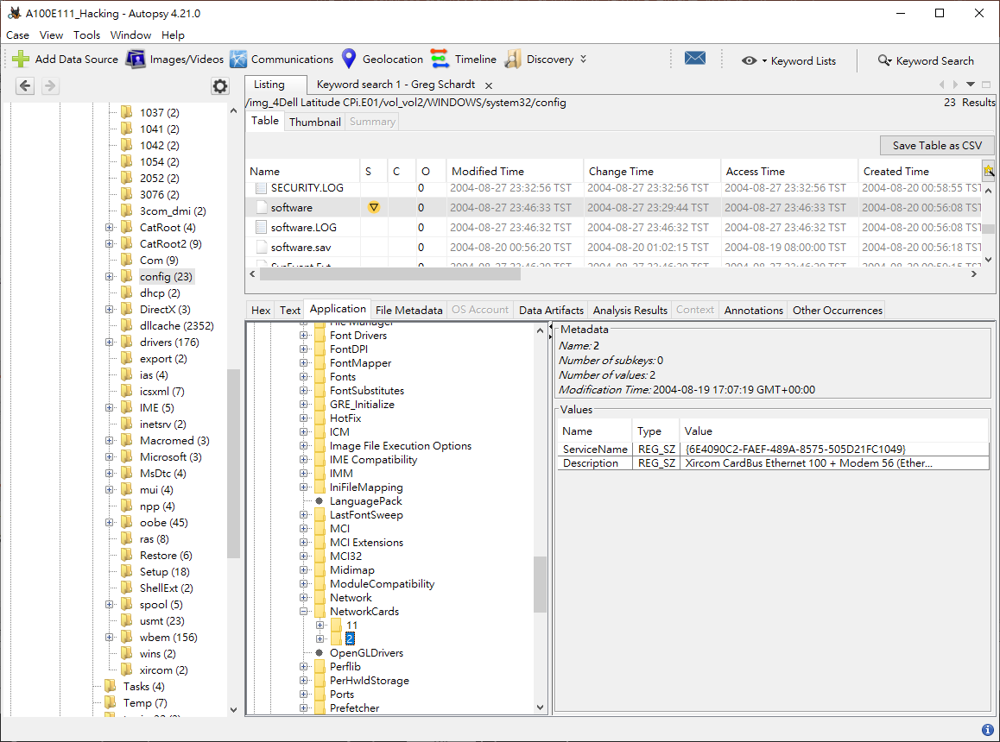 A100E111_Hacking - Autopsy 4.21.0
Case View Tools Window Help
Add Data Source Images/Videos Communications Geolocation Timeline Discovery Keyword Lists Keyword Search
1037 (2)
1041 (2)
1042 (2)
1054 (2)
2052 (2)
3076 (2)
3com_dmi (2)
CatRoot (4)
CatRoot2 (9)
Com (9)
config (23)
dhcp (2)
DirectX (3)
dllcache (2352)
drivers (176)
export (2)
ias (4)
icsxml (7)
IME (5)
inetsrv (2)
Macromed (3)
Microsoft (3)
MsDtc (4)
mui (4)
npp (4)
oobe (45)
ras (8)
Restore (6)
Setup (18)
ShellExt (2)
spool (5)
usmt (23)
wbem (156)
wins (2)
xircom (2)
Tasks (4)
Temp (7)
Listing Keyword search 1 - Greg Schardt
/img_4Dell Latitude CPi.E01/vol_vol2/WINDOWS/system32/config 23 Results
Table Thumbnail Summary
Save Table as CSV
Name S C O Modified Time Change Time Access Time Created Time
SECURITY.LOG 0 2004-08-27 23:32:56 TST 2004-08-27 23:32:56 TST 2004-08-27 23:32:56 TST 2004-08-20 00:58:55 TST
software 0 2004-08-27 23:46:33 TST 2004-08-27 23:29:44 TST 2004-08-27 23:46:33 TST 2004-08-20 00:56:08 TST
software.LOG 0 2004-08-27 23:46:32 TST 2004-08-27 23:46:32 TST 2004-08-27 23:46:32 TST 2004-08-20 00:56:08 TST
software.sav 0 2004-08-20 00:56:20 TST 2004-08-20 01:02:15 TST 2004-08-19 08:00:00 TST 2004-08-20 00:56:18 TST
Hex Text Application File Metadata OS Account Data Artifacts Analysis Results Context Annotations Other Occurrences
File Manager
Font Drivers
FontDPI
FontMapper
Fonts
FontSubstitutes
GRE_Initialize
HotFix
ICM
Image File Execution Options
IME Compatibility
IMM
IniFileMapping
LanguagePack
LastFontSweep
MCI
MCI Extensions
MCI32
Midimap
ModuleCompatibility
Network
NetworkCards
11
2
OpenGLDrivers
Perflib
PerHwIdStorage
Ports
Prefetcher
Metadata
Name: 2
Number of subkeys: 0
Number of values: 2
Modification Time: 2004-08-19 17:07:19 GMT+00:00
Values
Name Type Value
ServiceName REG_SZ {6E4090C2-FAEF-489A-8575-505D21FC1049}
Description REG_SZ Xircom CardBus Ethernet 100 + Modem 56 (Ether...